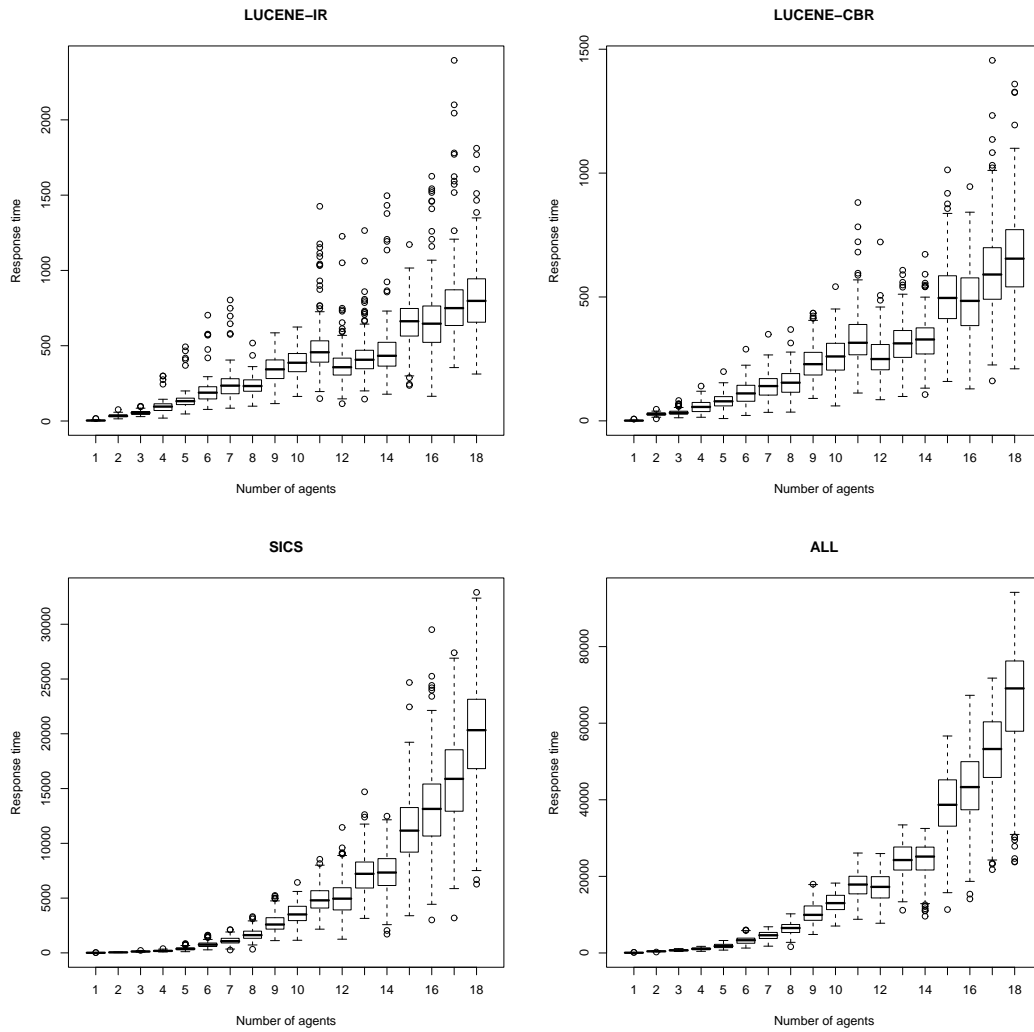 LUCENE−IR
Response time
0 500 1000 1500 2000
1 2 3 4 5 6 7 8 9 10 12 14 16 18
Number of agents
LUCENE−CBR
Response time
0 500 1000 1500
1 2 3 4 5 6 7 8 9 10 12 14 16 18
Number of agents
SICS
Response time
0 5000 10000 15000 20000 25000 30000
1 2 3 4 5 6 7 8 9 10 12 14 16 18
Number of agents
ALL
Response time
0 20000 40000 60000 80000
1 2 3 4 5 6 7 8 9 10 12 14 16 18
Number of agents